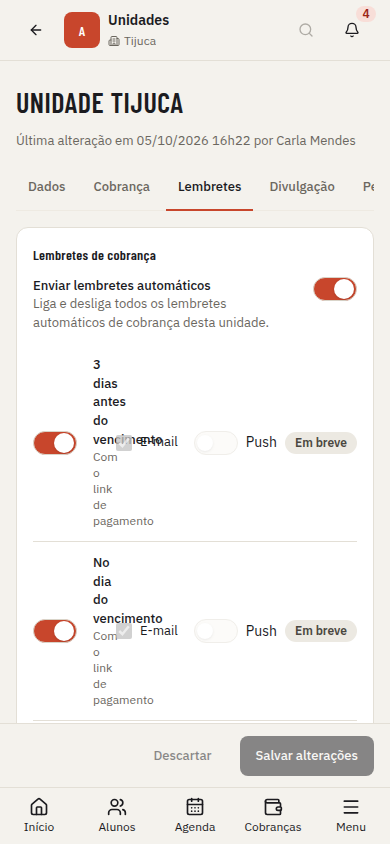 4
A
Unidades
Tijuca
UNIDADE TIJUCA
Última alteração em 05/10/2026 16h22 por Carla Mendes
Dados
Cobrança
Lembretes
Divulgação
Pe
Lembretes de cobrança
Enviar lembretes automáticos
Liga e desliga todos os lembretes
automáticos de cobrança desta unidade.
3
dias
antes
do
vencimento
Com
o
link
de
pagamento
E-mail
Push
Em breve
No
dia
do
vencimento
Com
o
link
de
pagamento
E-mail
Push
Em breve
Descartar
Salvar alterações
Início
Alunos
Agenda
Cobranças
Menu